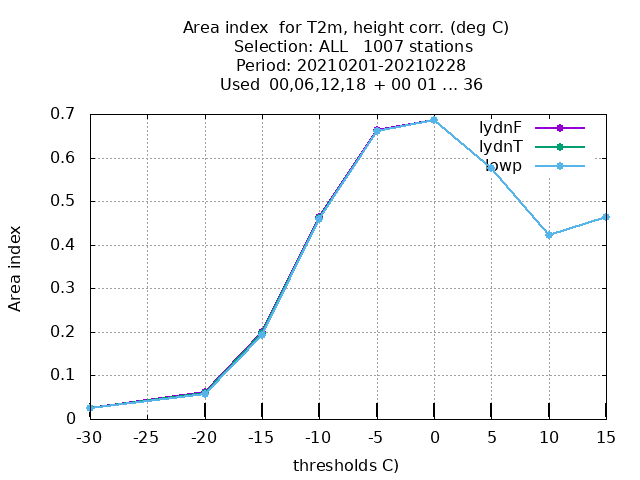 Area index  for T2m, height corr. (deg C)
Selection: ALL   1007 stations
Period: 20210201-20210228
Used  00,06,12,18  + 00 01 ... 36
0.7
0.6
0.5
0.4
0.3
0.2
0.1
0
Area index
lydnF
lydnT
lowp
-30 -25 -20 -15 -10 -5 0 5 10 15
thresholds C)